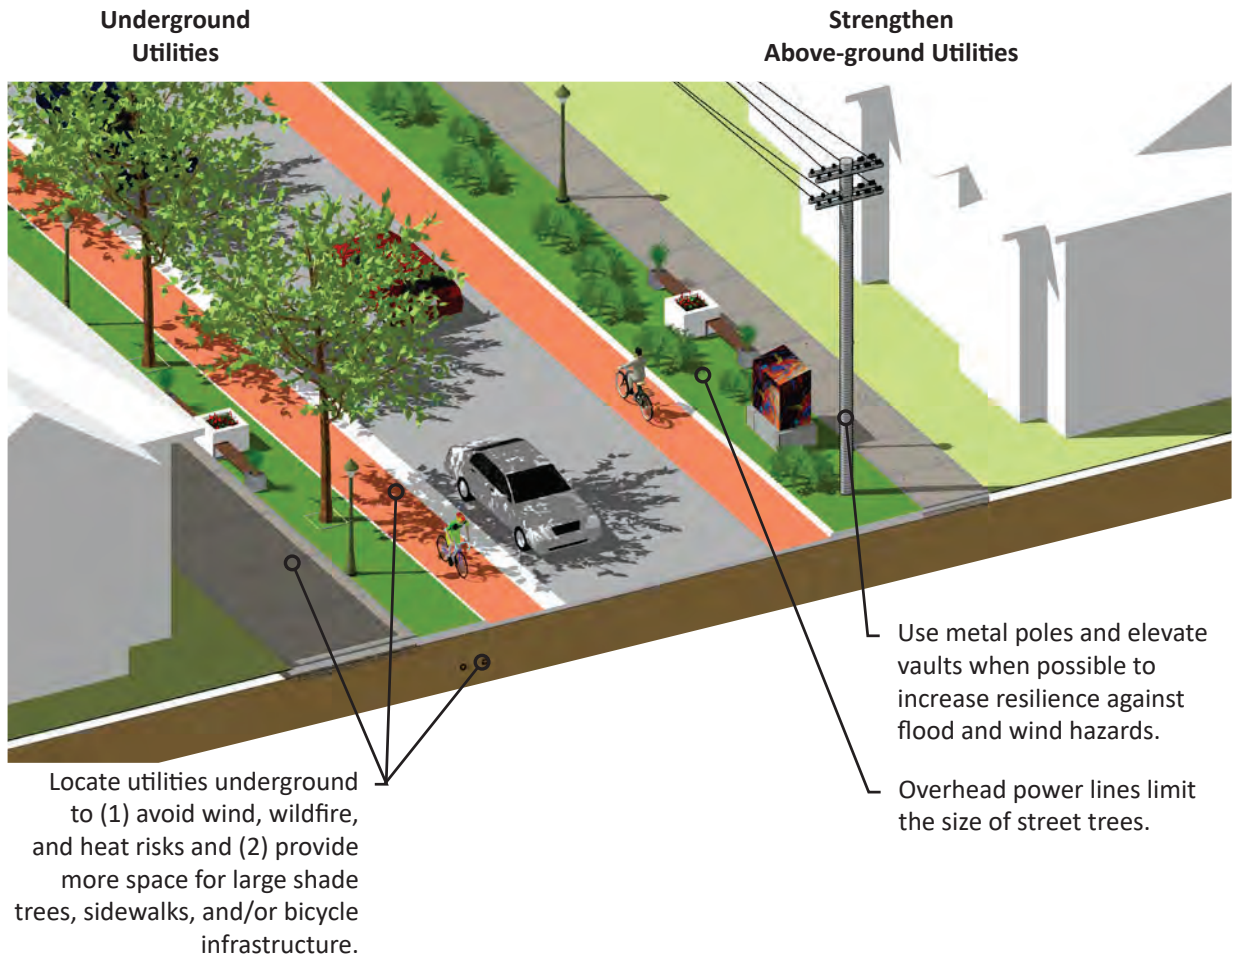 Underground
Utilities
Strengthen
Above-ground Utilities
Use metal poles and elevate
vaults when possible to
increase resilience against
flood and wind hazards.
Overhead power lines limit
the size of street trees.
Locate utilities underground
to (1) avoid wind, wildfire,
and heat risks and (2) provide
more space for large shade
trees, sidewalks, and/or bicycle
infrastructure.